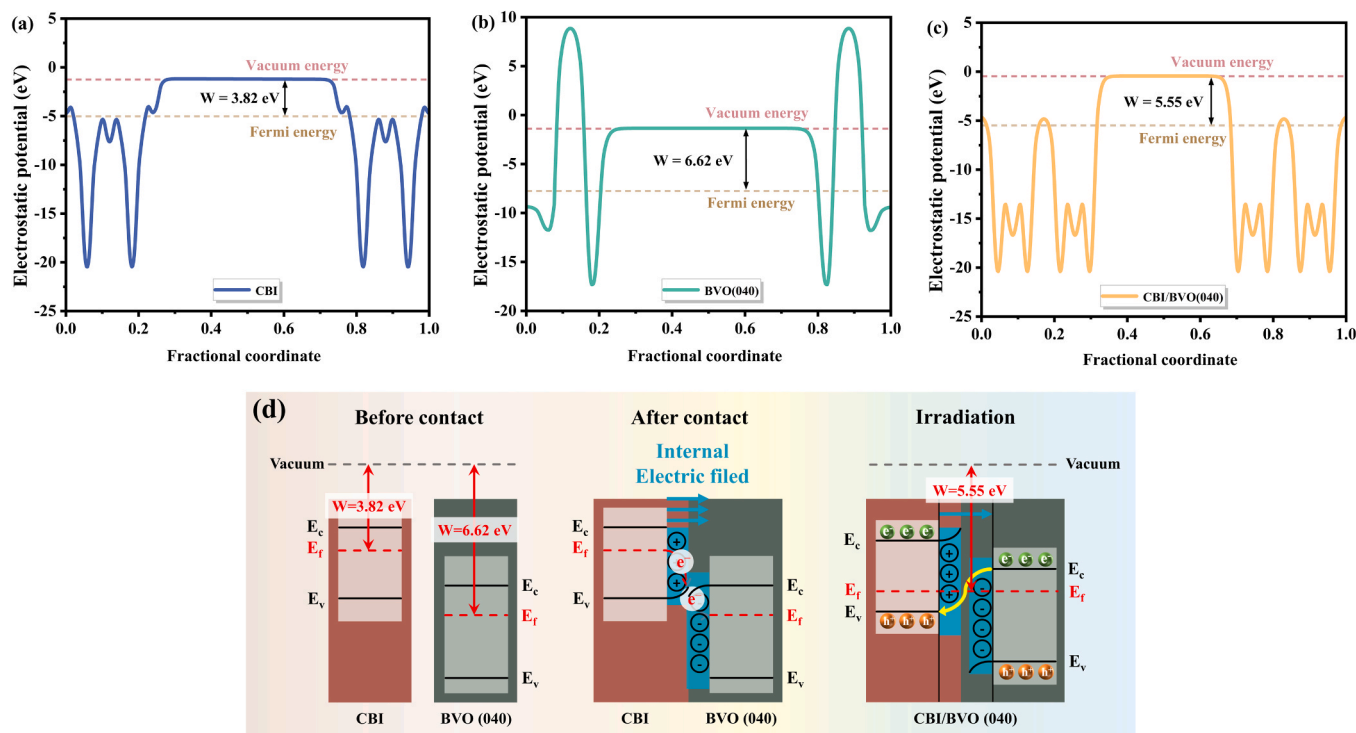 (a)
Electrostatic potential (eV)
5
0
-5
-10
-15
-20
-25
Vacuum energy
W = 3.82 eV
Fermi energy
CBI
0.0 0.2 0.4 0.6 0.8 1.0
Fractional coordinate
(b)
Electrostatic potential (eV)
10
5
0
-5
10
15
20
Vacuum energy
W = 6.62 eV
Fermi energy
BVO(040)
0.0 0.2 0.4 0.6 0.8 1.0
Fractional coordinate
(c)
Electrostatic potential (eV)
5
0
-5
-10
-15
-20
-25
Vacuum energy
W = 5.55 eV
Fermi energy
CBI/BVO(040)
0.0 0.2 0.4 0.6 0.8 1.0
Fractional coordinate
(d)
Before contact
Vacuum
W=3.82 eV
W=6.62 eV
Ec
Ef
Ev
Ec
Ef
Ev
CBI
BVO (040)
After contact
Internal
Electric filed
Ec
Ef
Ev
+
e-
+
e-
-
-
-
-
Ec
Ef
Ev
CBI
BVO (040)
Irradiation
Vacuum
W=5.55 eV
e- e- e-
Ec
Ef
Ev
h+ h+ h+
+
+
+
+
-
-
-
-
e- e- e-
Ec
Ef
Ev
h+ h+ h+
CBI/BVO (040)